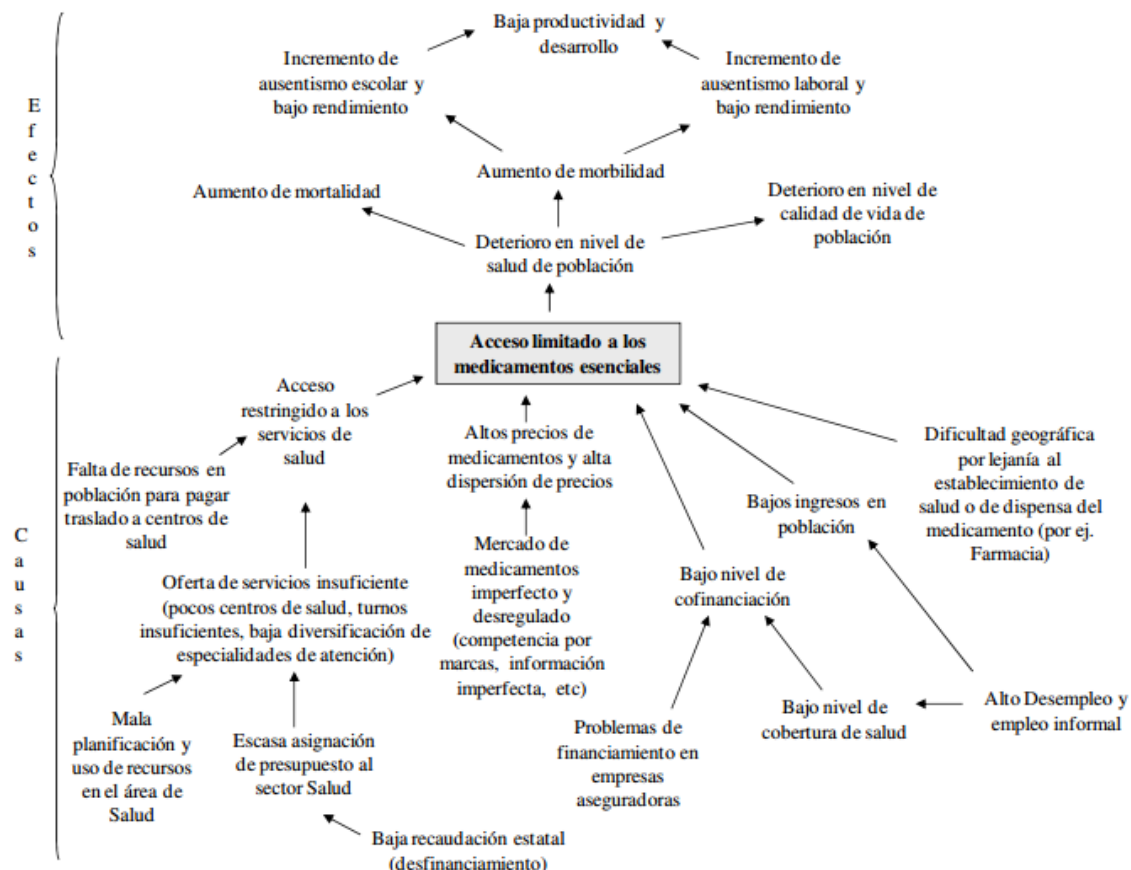 Baja productividad y
desarrollo
Incremento de
ausentismo escolar y
bajo rendimiento
Incremento de
ausentismo laboral y
bajo rendimiento
E
f
e
c
t
o
s
Aumento de morbilidad
Aumento de mortalidad
Deterioro en nivel de
calidad de vida de
población
Deterioro en nivel de
salud de población
Acceso limitado a los
medicamentos esenciales
Acceso
restringido a los
servicios de
salud
Altos precios de
medicamentos y alta
dispersión de precios
Dificultad geográfica
por lejanía al
establecimiento de
salud o de dispensa del
medicamento (por ej.
Farmacia)
Falta de recursos en
población para pagar
traslado a centros de
salud
Bajos ingresos en
población
C
a
u
s
a
s
Mercado de
medicamentos
imperfecto y
desregulado
(competencia por
marcas, información
imperfecta, etc)
Bajo nivel de
cofinanciación
Oferta de servicios insuficiente
(pocos centros de salud, turnos
insuficientes, baja diversificación de
especialidades de atención)
Mala
planificación y
uso de recursos
en el área de
Salud
Escasa asignación
de presupuesto al
sector Salud
Problemas de
financiamiento en
empresas
aseguradoras
Bajo nivel de
cobertura de salud
Alto Desempleo y
empleo informal
Baja recaudación estatal
(desfinanciamiento)